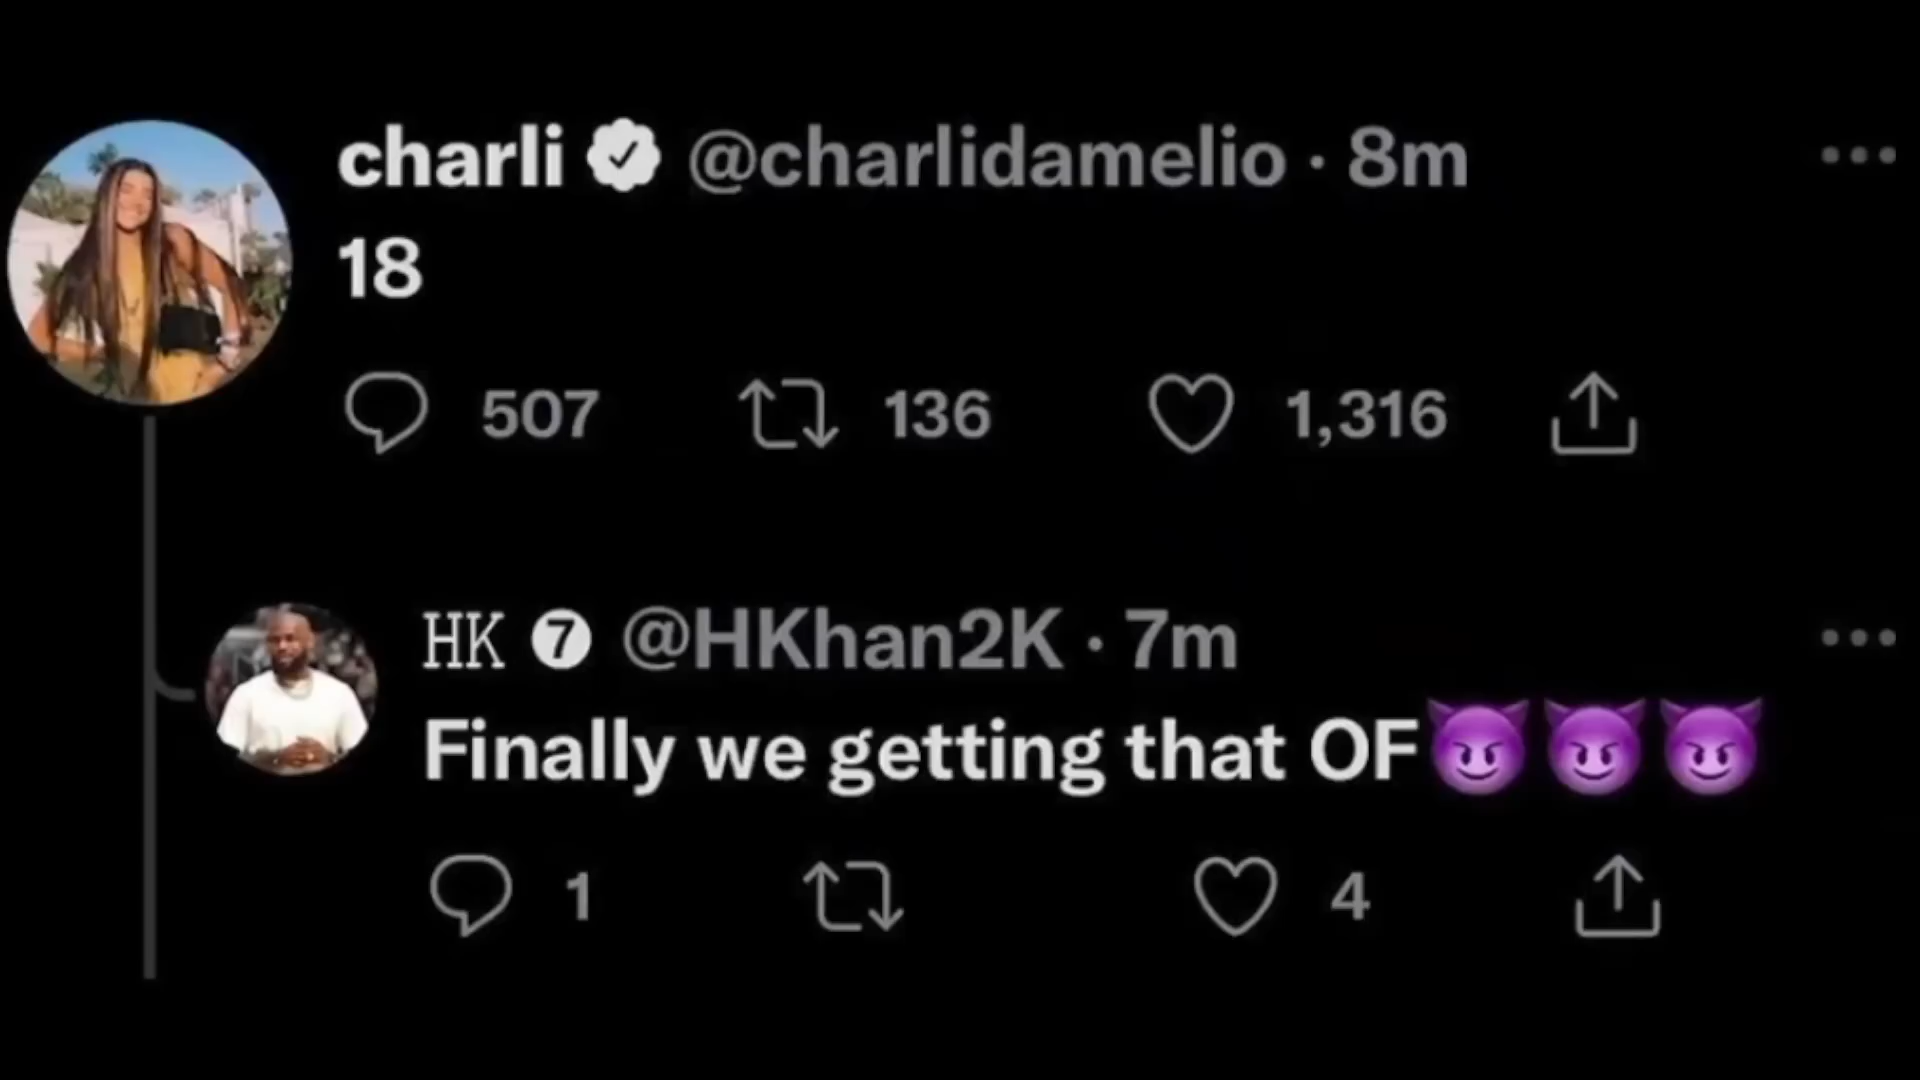 charli @charlidamelio · 8m
18
507 136 1,316
HK 7 @HKhan2K · 7m
Finally we getting that OF😈😈😈
1 4